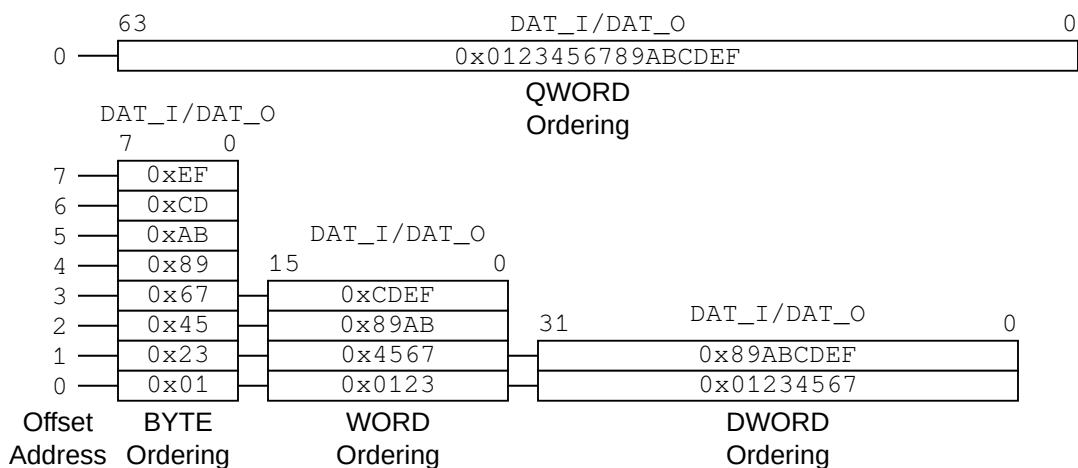 63 DAT_I/DAT_O 0
0 0x0123456789ABCDEF
QWORD
Ordering
DAT_I/DAT_O
7 0
7 0xEF
6 0xCD
5 0xAB DAT_I/DAT_O
4 0x89 15 0
3 0x67 0xCDEF
2 0x45 0x89AB 31 DAT_I/DAT_O 0
1 0x23 0x4567 0x89ABCDEF
0 0x01 0x0123 0x01234567
Offset BYTE WORD DWORD
Address Ordering Ordering Ordering